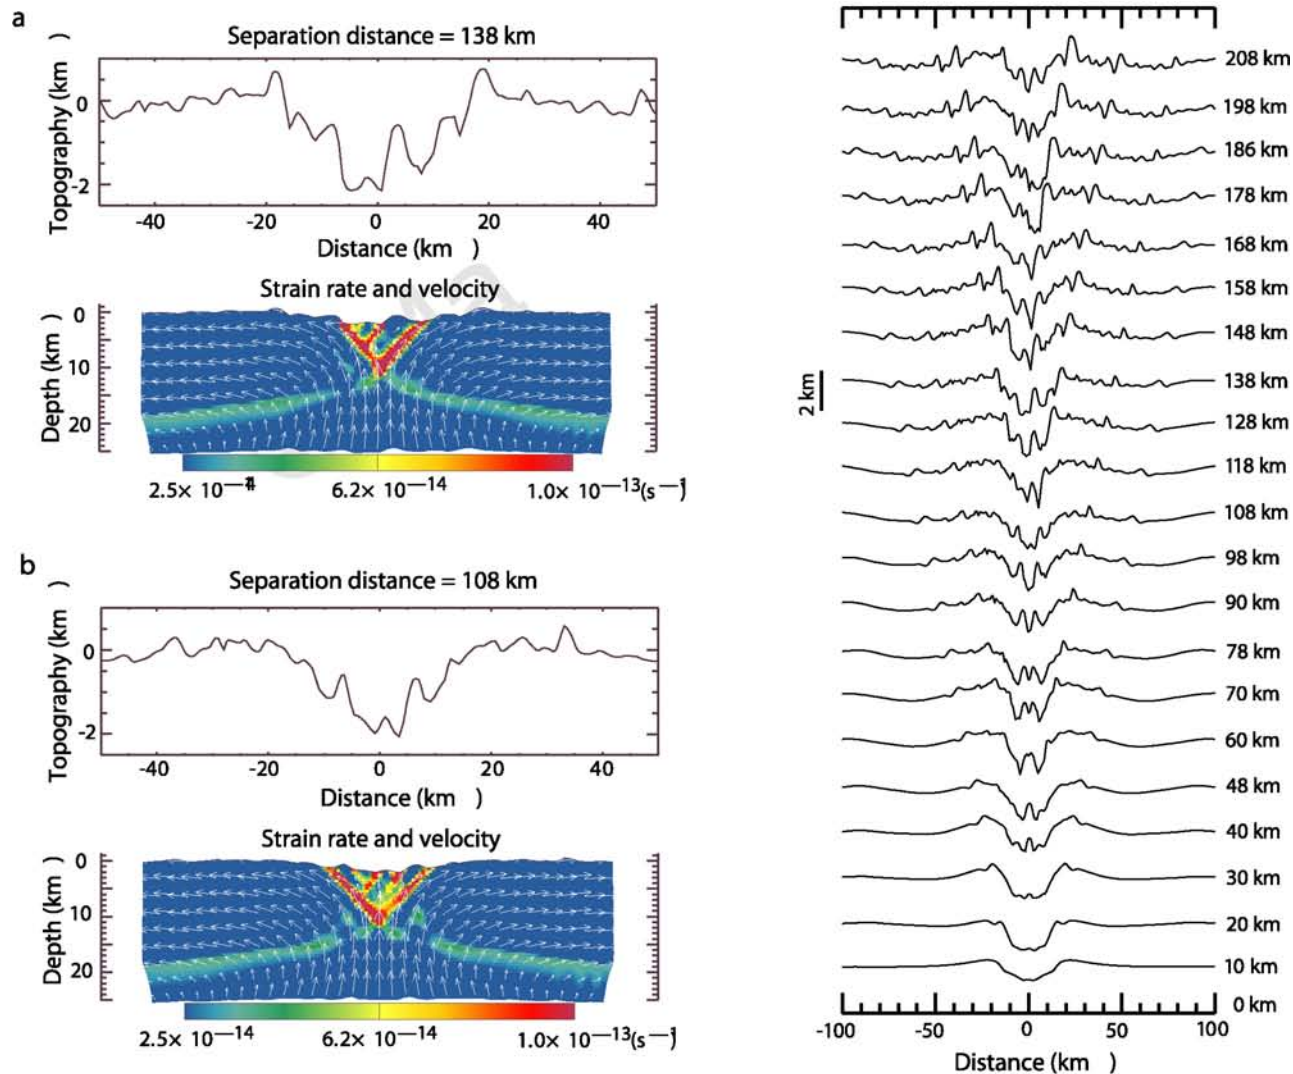 a
Separation distance = 138 km
Topography (km )
0
-2
-40 -20 0 20 40
Distance (km )
Strain rate and velocity
Depth (km )
0
10
20
6.2× 10−14 1.0× 10−13(s−
b
Separation distance = 108 km
Topography (km )
0
-2
-40 -20 0 20 40
Distance (km )
Strain rate and velocity
Depth (km )
0
10
20
2.5× 10−14 6.2× 10−14 1.0× 10−13(s−
208 km
198 km
186 km
178 km
168 km
158 km
148 km
138 km
128 km
118 km
108 km
98 km
90 km
78 km
70 km
60 km
48 km
40 km
30 km
20 km
10 km
0 km
2 km
-100 -50 0 50 100
Distance (km )